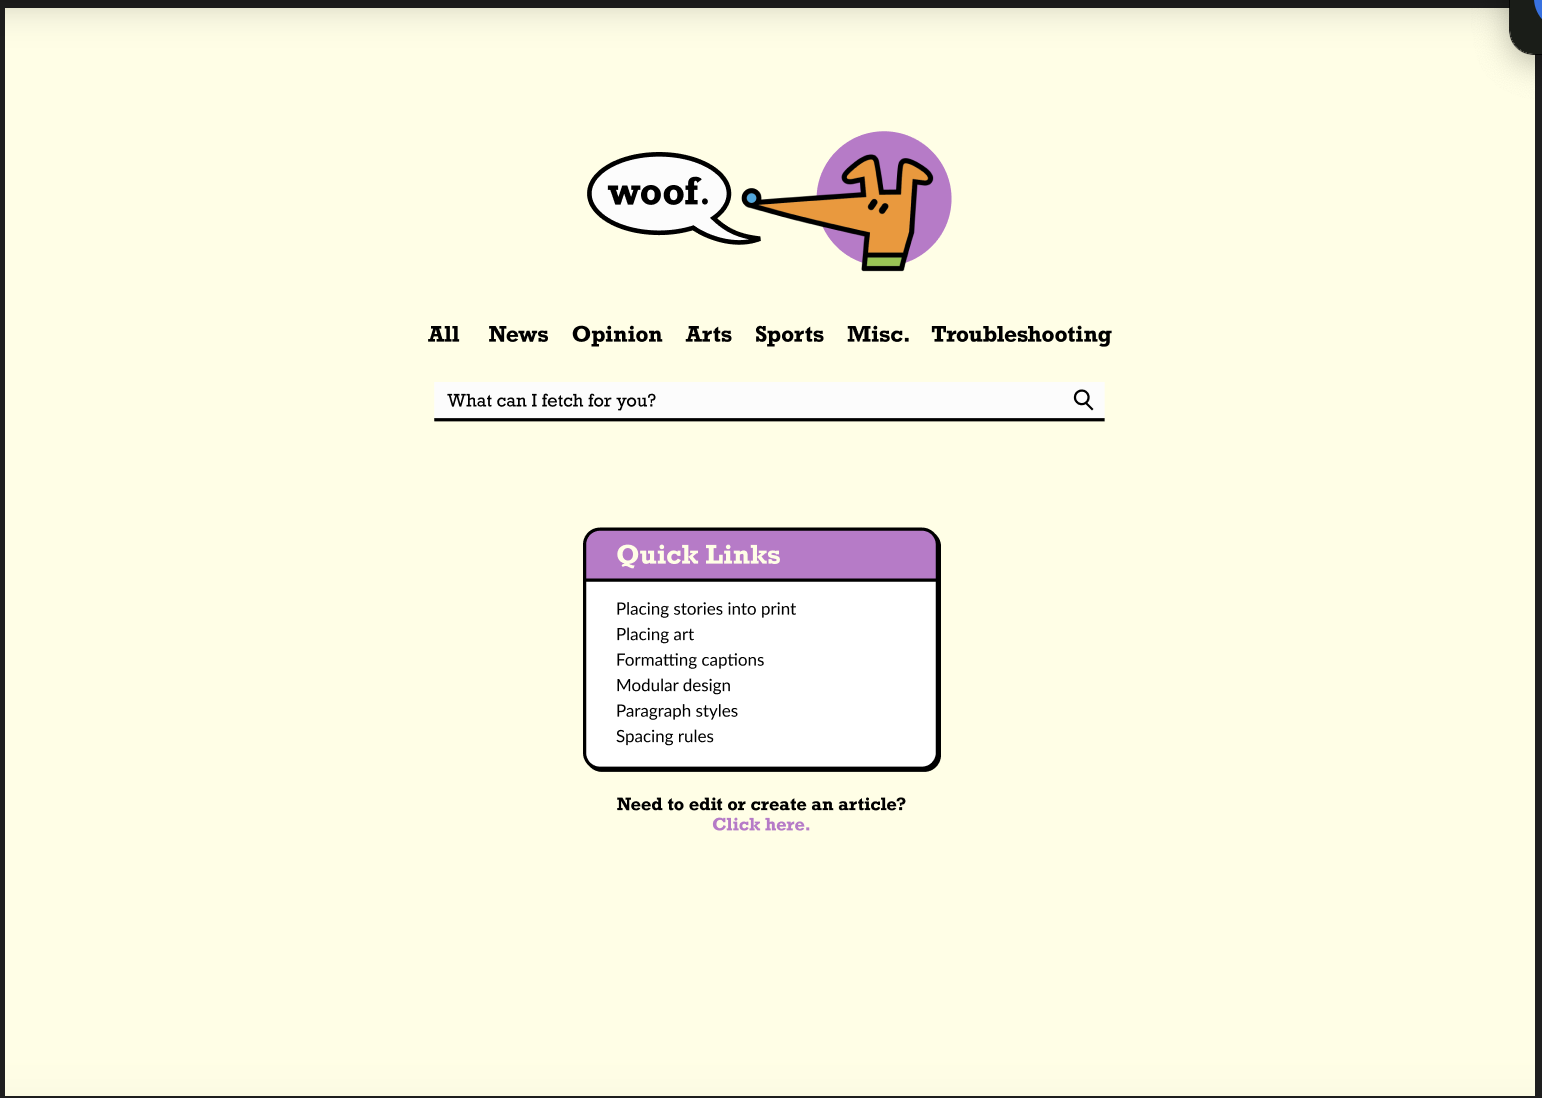 woof.
All News Opinion Arts Sports Misc. Troubleshooting
What can I fetch for you?
Quick Links
Placing stories into print
Placing art
Formatting captions
Modular design
Paragraph styles
Spacing rules
Need to edit or create an article?
Click here.